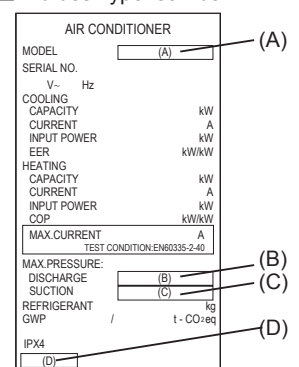 AIR CONDITIONER
MODEL (A) (A)
SERIAL NO.
V~ Hz
COOLING
CAPACITY kW
CURRENT A
INPUT POWER kW
EER kW/kW
HEATING
CAPACITY kW
CURRENT A
INPUT POWER kW
COP kW/kW
MAX.CURRENT A
TEST CONDITION:EN60335-2-40
MAX.PRESSURE:
DISCHARGE (B) (B)
SUCTION (C) (C)
REFRIGERANT kg
GWP / t - CO2eq
IPX4
(D) (D)